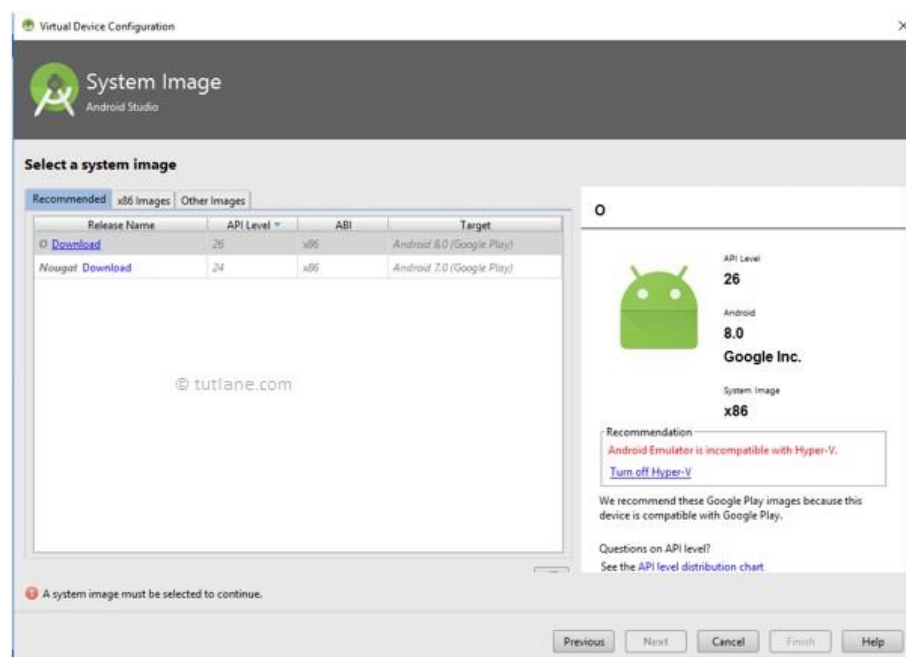 Virtual Device Configuration
System Image
Android Studio
Select a system image
Recommended x86 Images Other Images
Release Name API Level ABI Target
O Download 26 x86 Android 8.0 (Google Play)
Nougat Download 24 x86 Android 7.0 (Google Play)
© tutlane.com
O
API Level
26
Android
8.0
Google Inc.
System Image
x86
Recommendation
Android Emulator is incompatible with Hyper-V.
Turn off Hyper-V
We recommend these Google Play images because this
device is compatible with Google Play.
Questions on API level?
See the API level distribution chart
A system image must be selected to continue.
Previous Next Cancel Finish Help